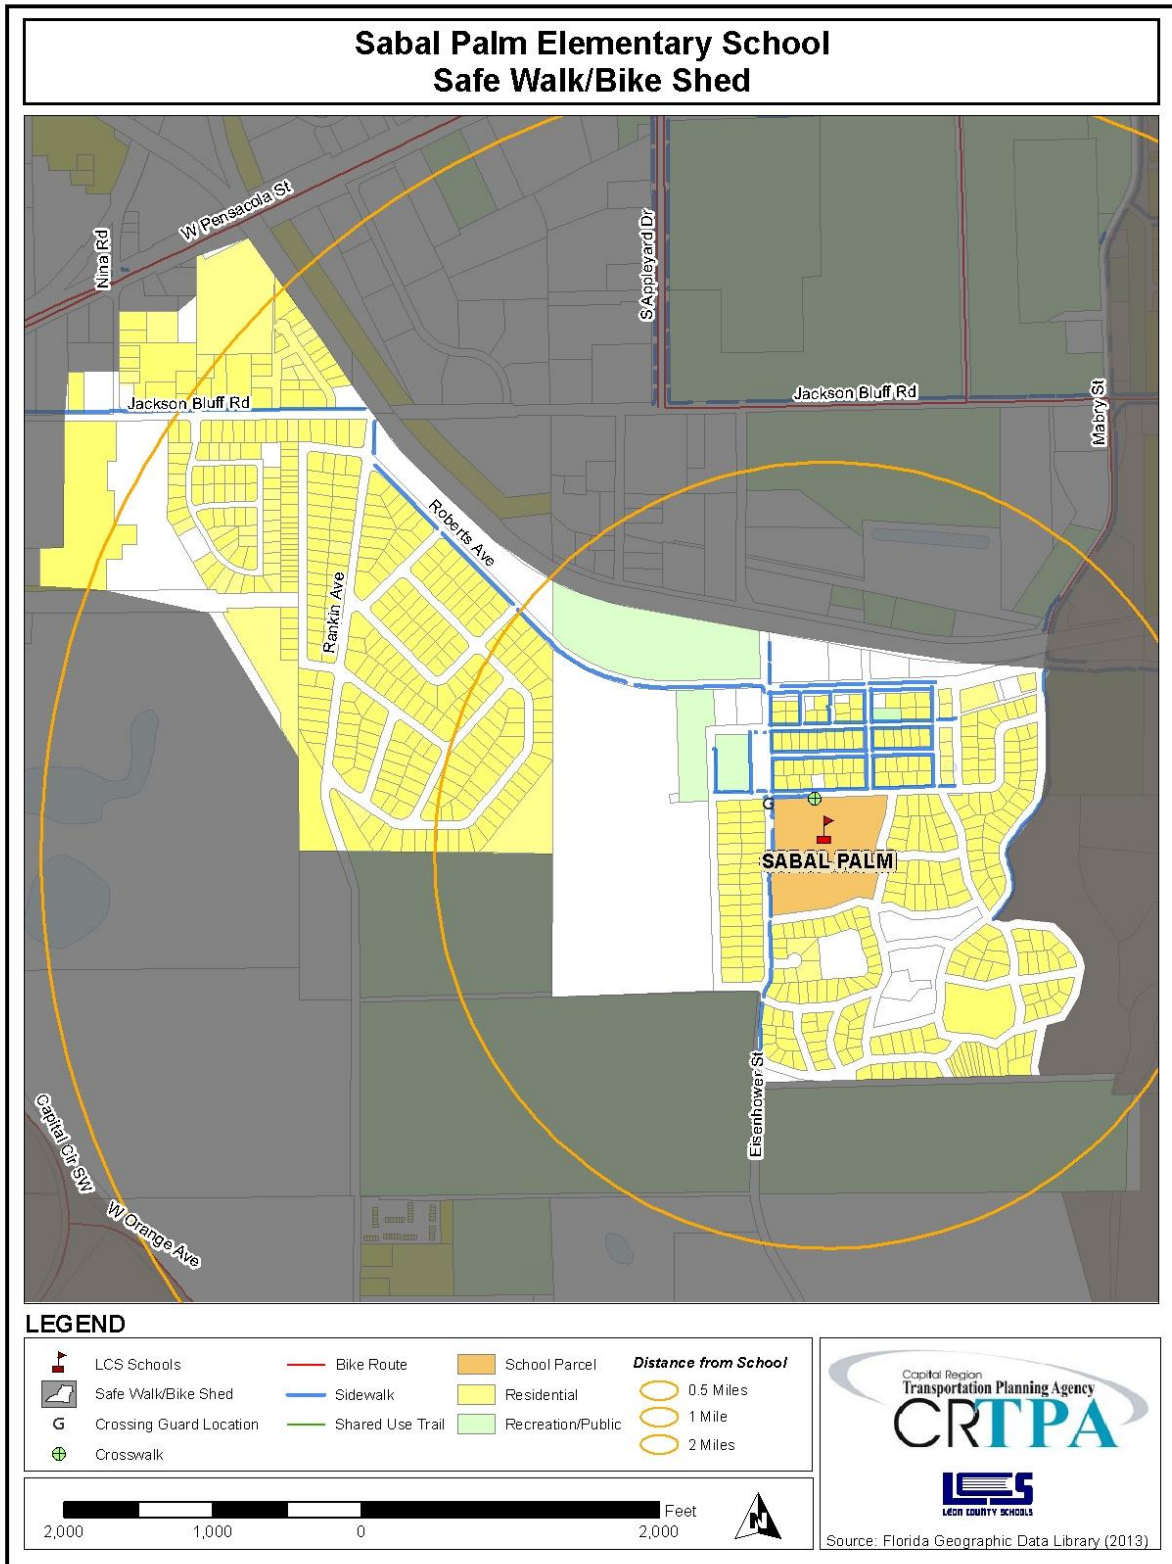 Sabal Palm Elementary School
Safe Walk/Bike Shed
W Pensacola St
Nina Rd
S Appleyard Dr
Jackson Bluff Rd
Jackson Bluff Rd
Mabry St
Roberts Ave
Rankin Ave
G
SABAL PALM
Eisenhower St
Capital Cir SW
W Orange Ave
LEGEND
LCS Schools
Safe Walk/Bike Shed
G Crossing Guard Location
Crosswalk
Bike Route
Sidewalk
Shared Use Trail
School Parcel
Residential
Recreation/Public
Distance from School
0.5 Miles
1 Mile
2 Miles
2,000 1,000 0 2,000 Feet
N
Capital Region
Transportation Planning Agency
CRTPA
LCS
LEON COUNTY SCHOOLS
Source: Florida Geographic Data Library (2013)